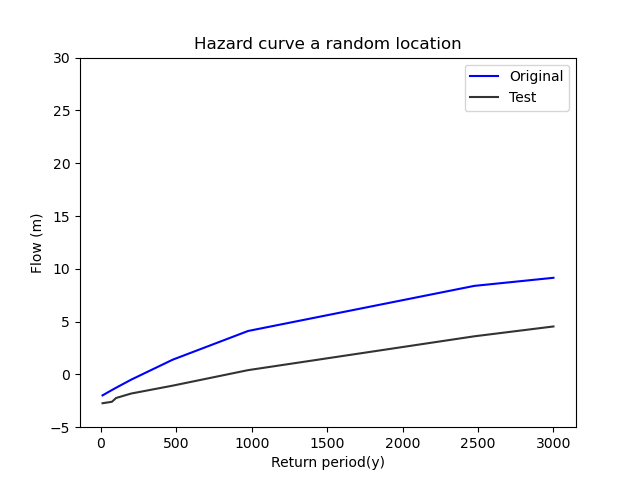 Hazard curve a random location
Original
Test
30
25
20
15
10
5
0
−5
Flow (m)
0 500 1000 1500 2000 2500 3000
Return period(y)